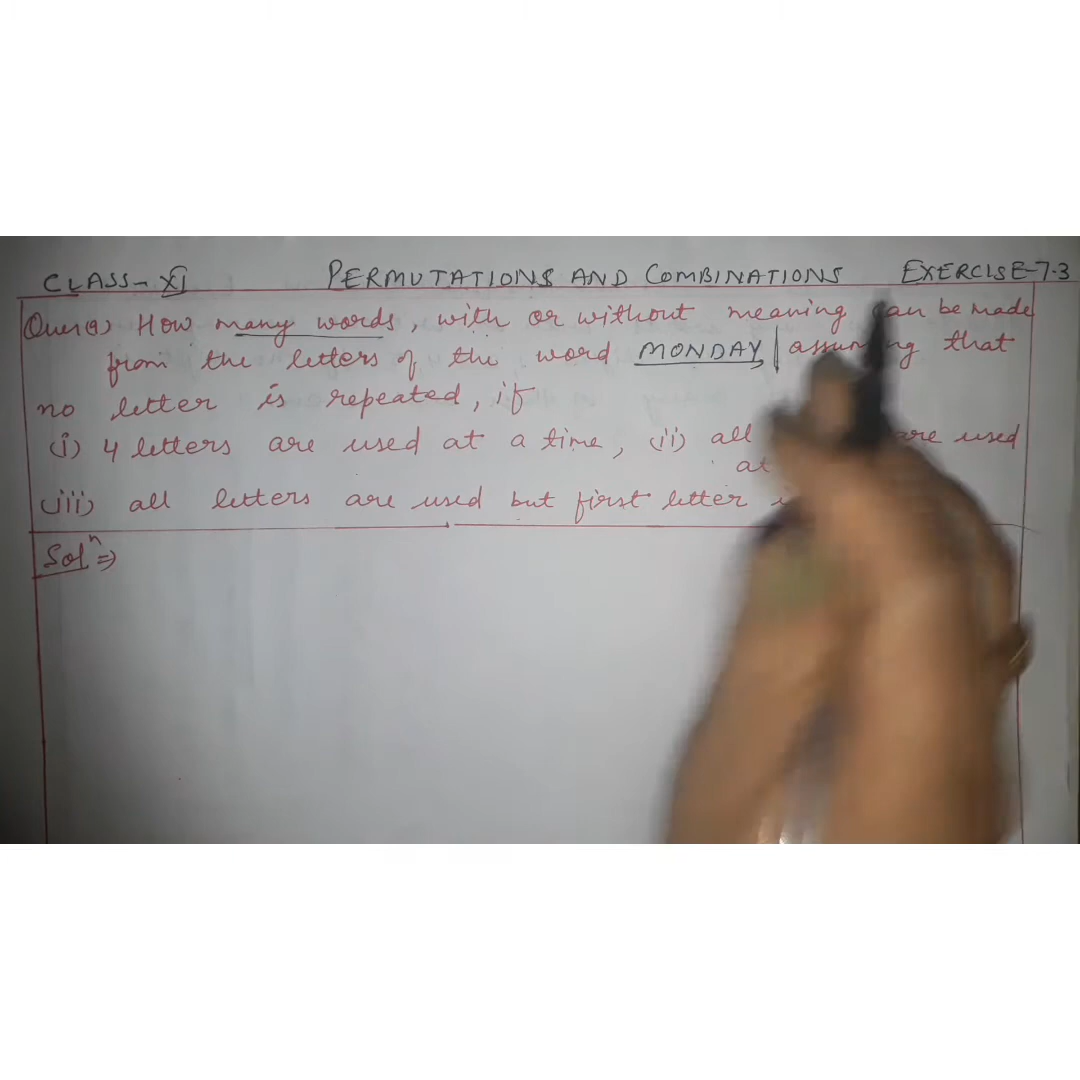 CLASS-XI PERMUTATIONS AND COMBINATIONS EXERCISE-7.3
Ques(9) How many words, with or without meaning can be made
from the letters of the word MONDAY, assuming that
no letter is repeated, if
(i) 4 letters are used at a time, (ii) all are used
at
(iii) all letters are used but first letter
Solⁿ ⇒